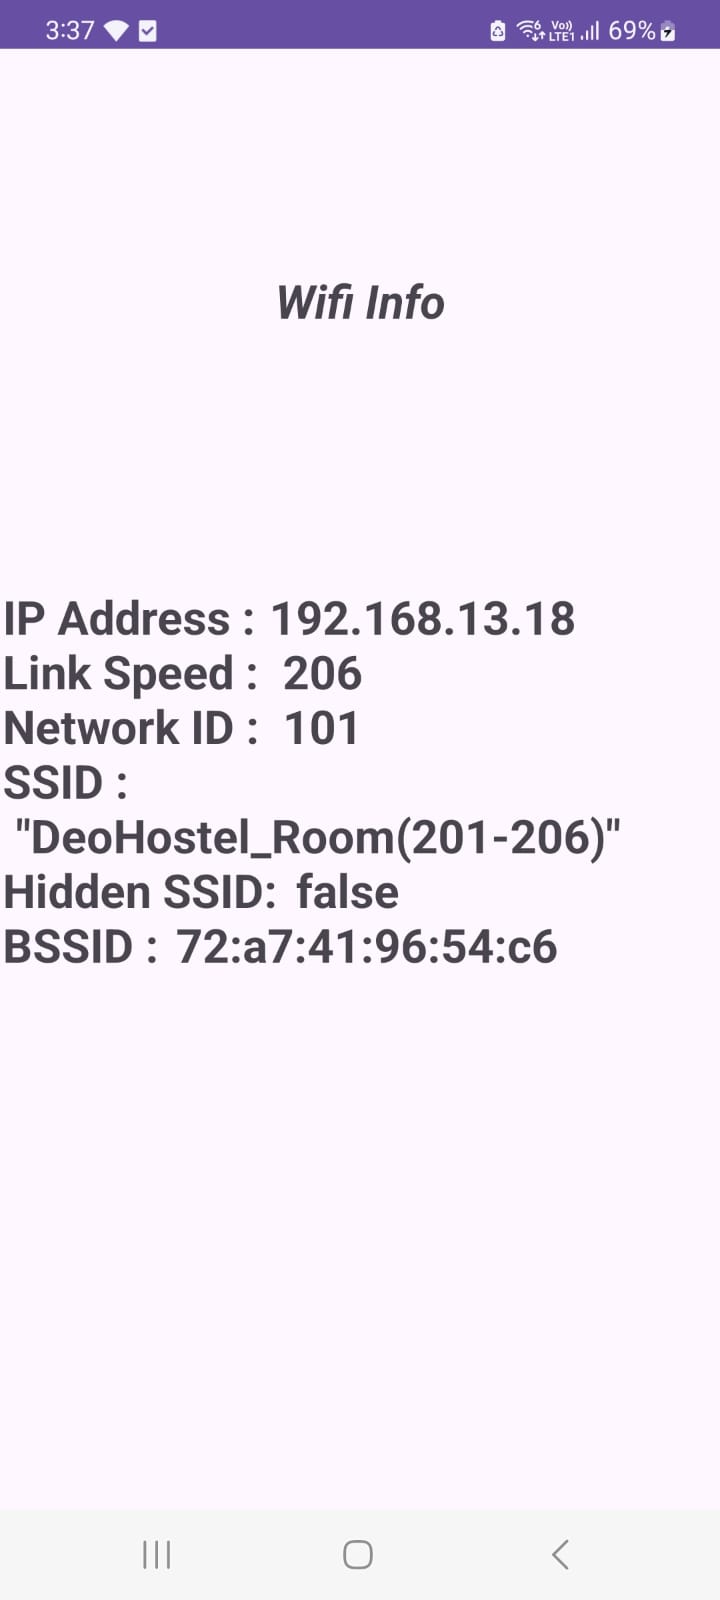 3:37 6 Vo)) LTE1 69%
Wifi Info
IP Address : 192.168.13.18
Link Speed :  206
Network ID :  101
SSID :
"DeoHostel_Room(201-206)"
Hidden SSID:  false
BSSID :  72:a7:41:96:54:c6